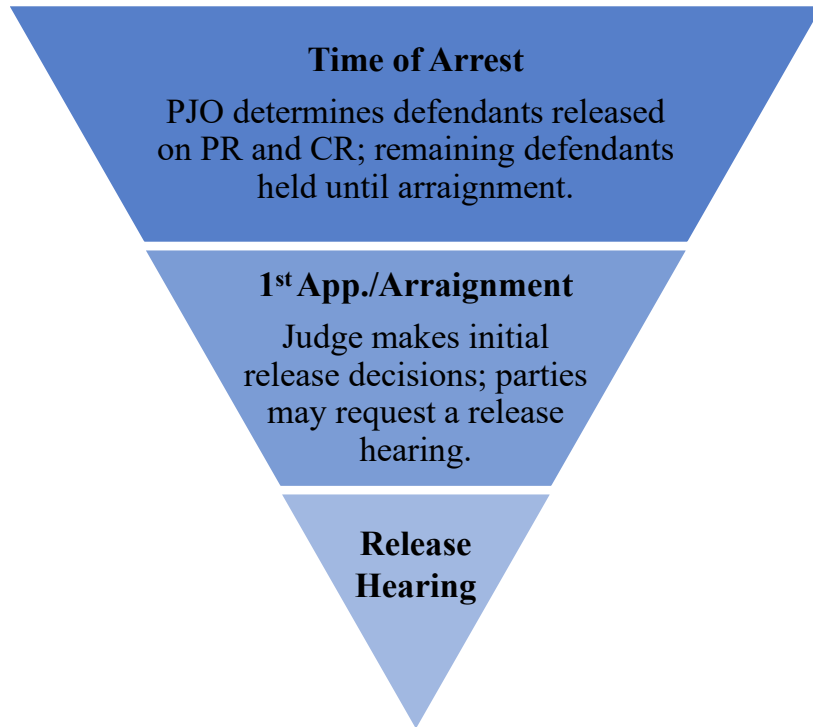 Time of Arrest
PJO determines defendants released
on PR and CR; remaining defendants
held until arraignment.
1st App./Arraignment
Judge makes initial
release decisions; parties
may request a release
hearing.
Release
Hearing